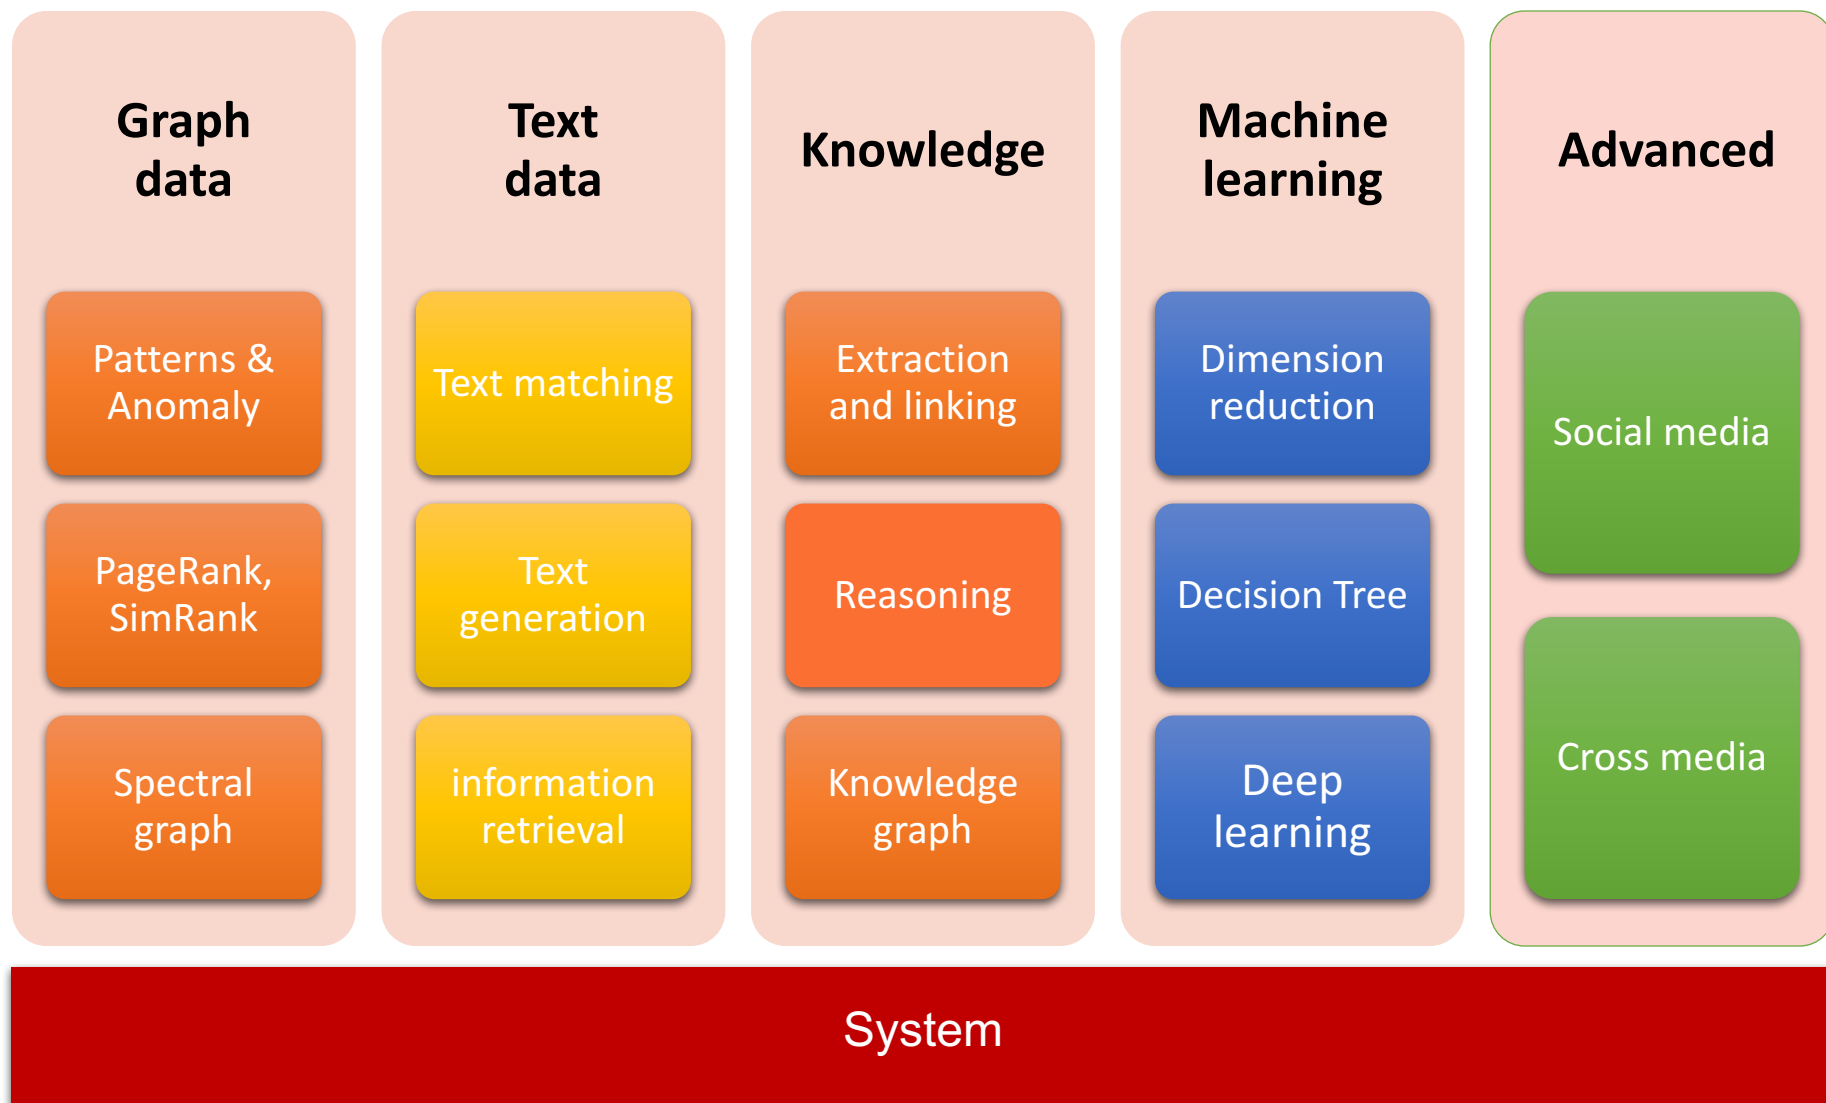 Graph
data
Patterns &
Anomaly
PageRank,
SimRank
Spectral
graph
Text
data
Text matching
Text
generation
information
retrieval
Knowledge
Extraction
and linking
Reasoning
Knowledge
graph
Machine
learning
Dimension
reduction
Decision Tree
Deep
learning
Advanced
Social media
Cross media
System